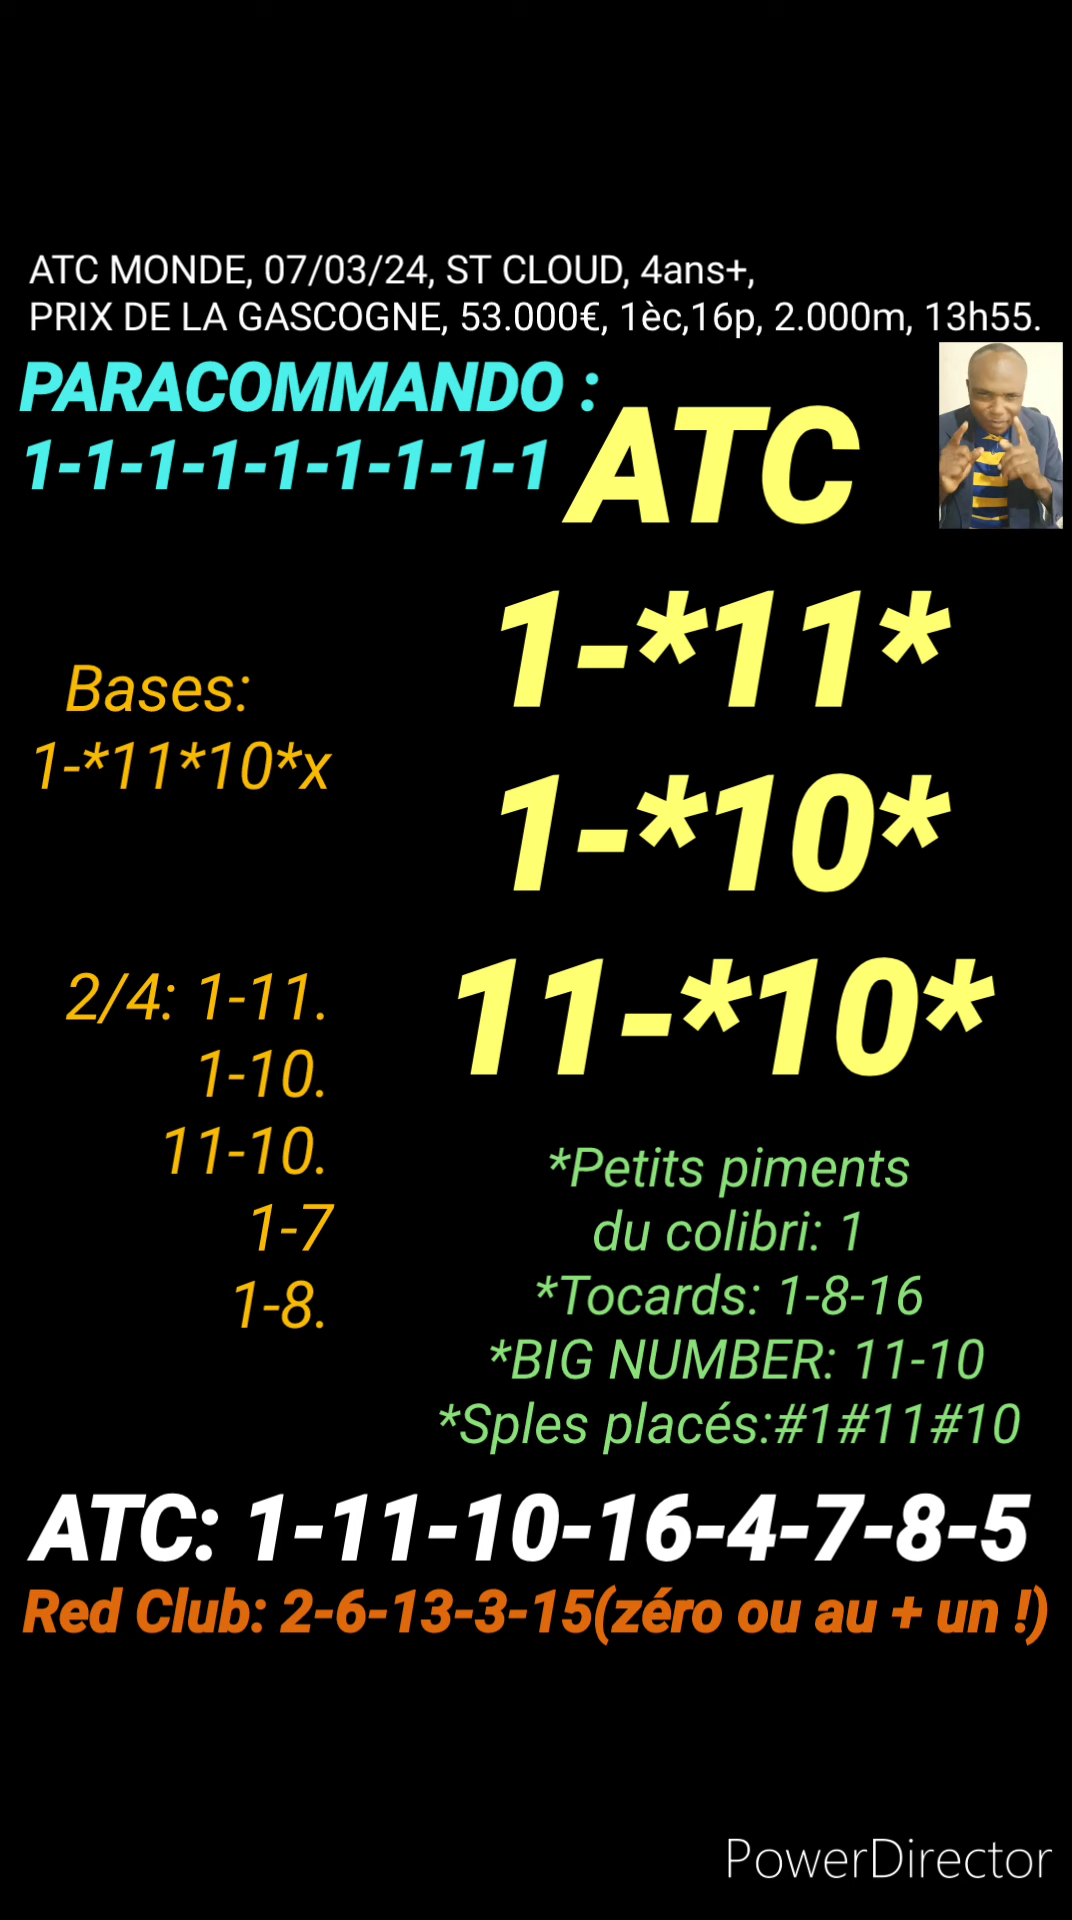 ATC MONDE, 07/03/24, ST CLOUD, 4ans+,
PRIX DE LA GASCOGNE, 53.000€, 1èc,16p, 2.000m, 13h55.
PARACOMMANDO :
1-1-1-1-1-1-1-1-1
ATC
1-*11*
1-*10*
11-*10*
Bases:
1-*11*10*x
2/4: 1-11.
1-10.
11-10.
1-7
1-8.
*Petits piments
du colibri: 1
*Tocards: 1-8-16
*BIG NUMBER: 11-10
*Sples placés:#1#11#10
ATC: 1-11-10-16-4-7-8-5
Red Club: 2-6-13-3-15(zéro ou au + un !)
PowerDirector